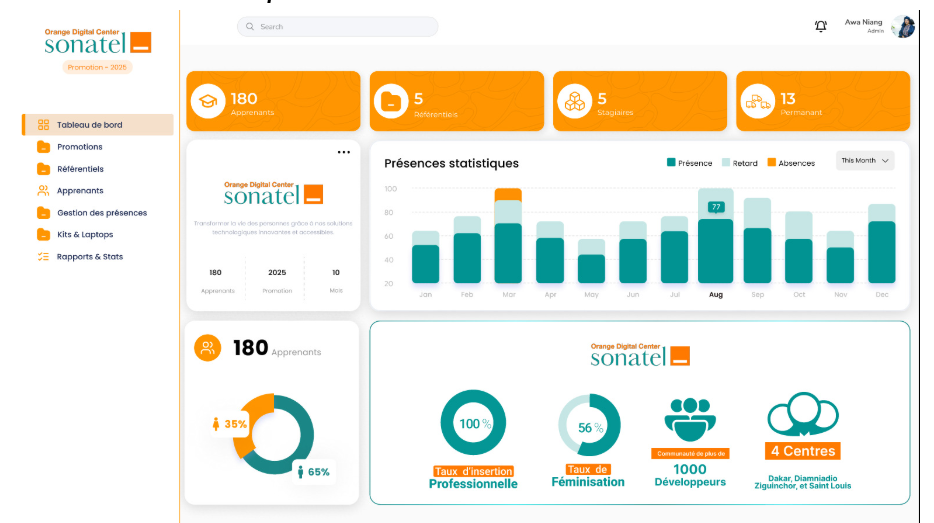 Search
Awa Niang
Admin
Orange Digital Center
sonatel
Promotion - 2025
Tableau de bord
Promotions
Référentiels
Apprenants
Gestion des présences
Kits & Laptops
Rapports & Stats
180
Apprenants
5
Référentiels
5
Stagiaires
13
Permanant
Orange Digital Center
sonatel
Transformer la vie des personnes grâce à nos solutions
technologiques innovantes et accessibles.
180
2025
10
Apprenants
Promotion
Mois
Présences statistiques
Présence
Retard
Absences
This Month
100
80
60
40
20
77
Jan
Feb
Mar
Apr
May
Jun
Jul
Aug
Sep
Oct
Nov
Dec
180 Apprenants
35%
65%
Orange Digital Center
sonatel
100 %
Taux d'insertion
Professionnelle
56 %
Taux de
Féminisation
Communauté de plus de
1000
Développeurs
4 Centres
Dakar, Diamniadio
Ziguinchor, et Saint Louis